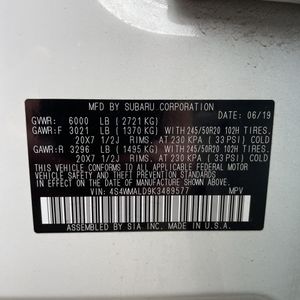 MFD. BY SUBARU CORPORATION
DATE: 06/19
GVWR: 6000 LB (2721 KG)
GAWR:F 3021 LB (1370 KG) WITH 245/50R20 102H TIRES.
20X7 1/2J RIMS. AT 230 KPA (33 PSI) COLD
GAWR:R 3296 LB (1495 KG) WITH 245/50R20 102H TIRES.
20X7 1/2J RIMS. AT 230 KPA (33 PSI) COLD
THIS VEHICLE CONFORMS TO ALL APPLICABLE
FEDERAL MOTOR VEHICLE SAFETY AND
THEFT PREVENTION STANDARDS IN EFFECT
ON THE DATE OF MANUFACTURE SHOWN ABOVE.
VIN: 4S4WMALD9K3489577 MPV
ASSEMBLED BY SIA INC. MADE IN U.S.A.